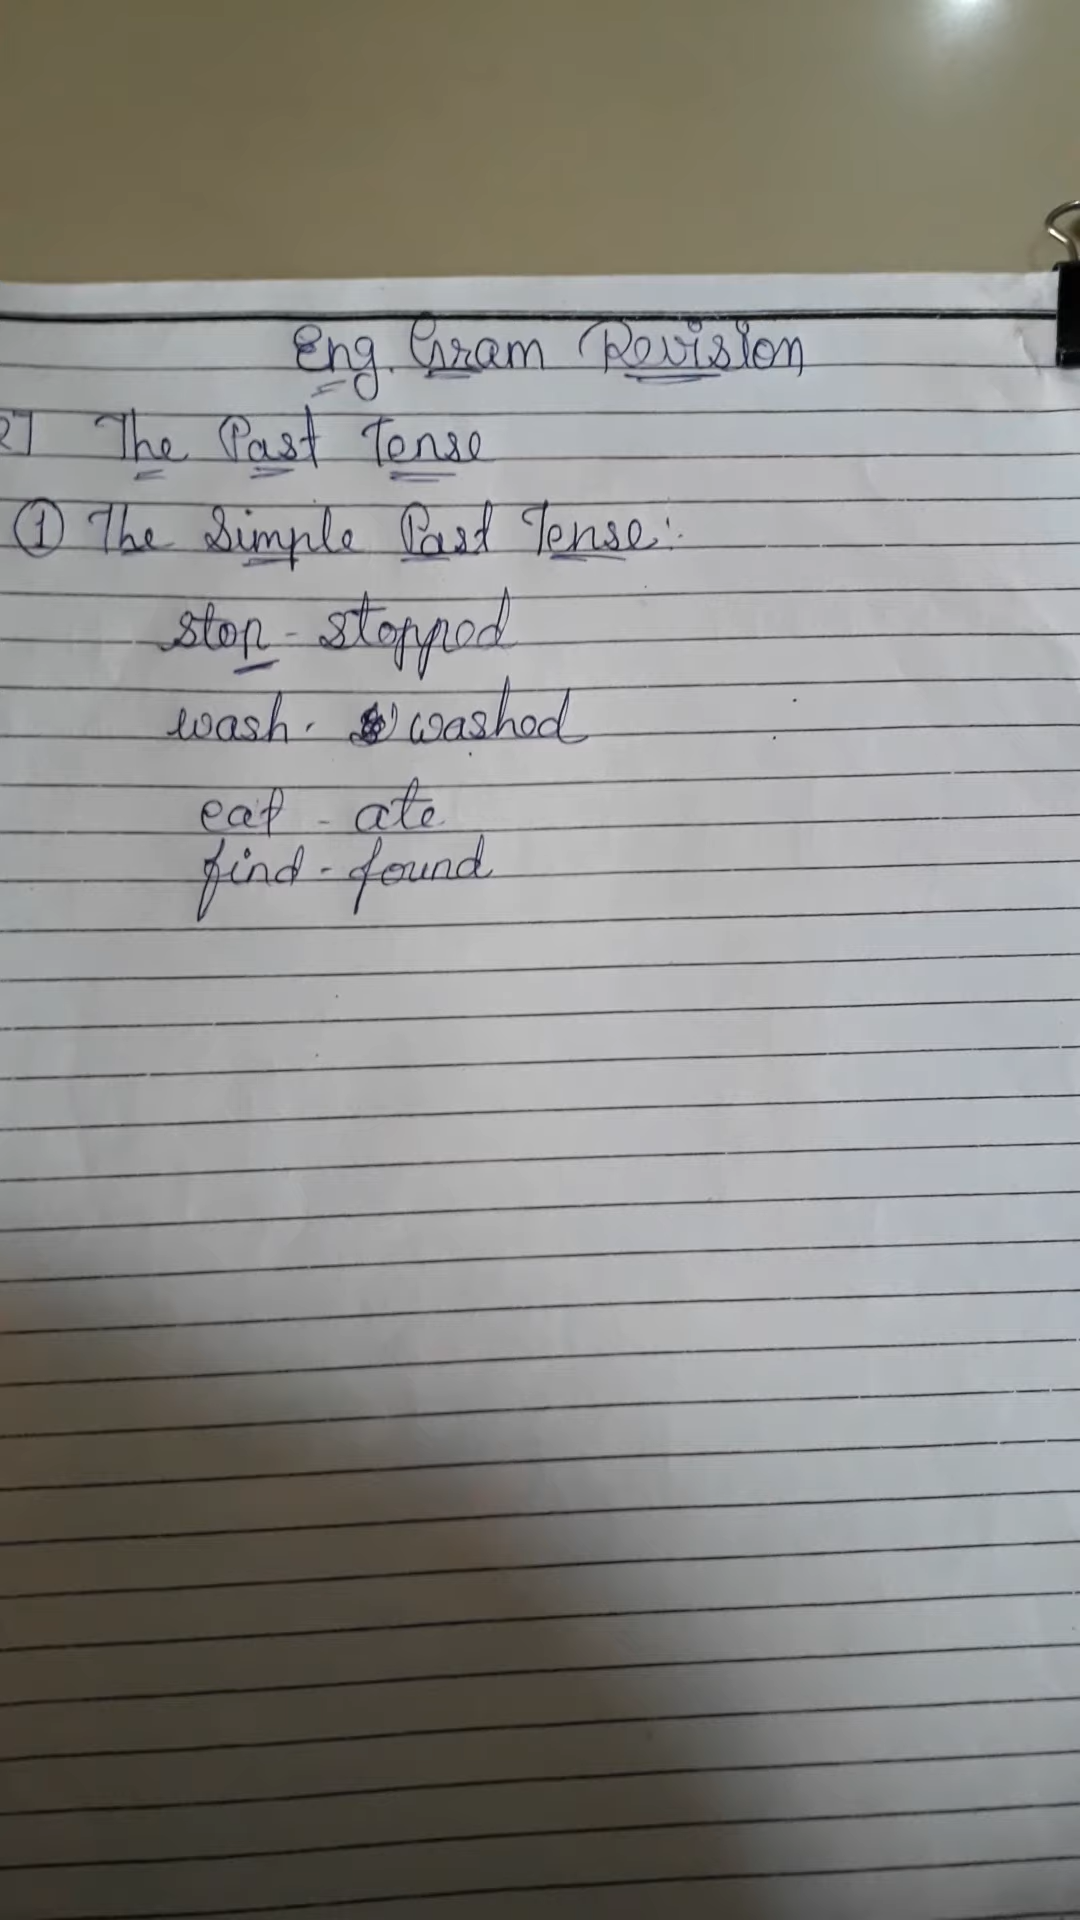 Eng. Gram Revision
2] The Past Tense
① The Simple Past Tense:
stop - stopped
wash - washed
eat - ate
find - found